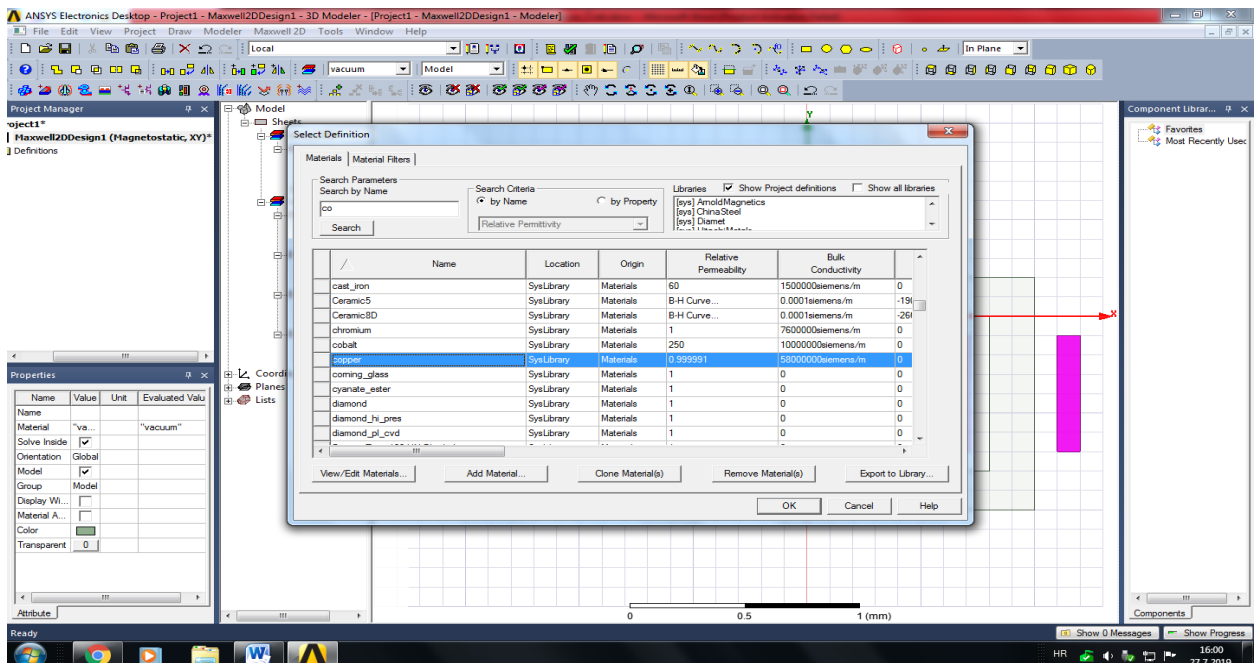 ANSYS Electronics Desktop - Project1 - Maxwell2DDesign1 - 3D Modeler - [Project1 - Maxwell2DDesign1 - Modeler]
File Edit View Project Draw Modeler Maxwell 2D Tools Window Help
Local
In Plane
vacuum
Model
Project Manager
roject1*
Maxwell2DDesign1 (Magnetostatic, XY)*
Definitions
Model
Sheets
Coordi
Planes
Lists
Properties
Name Value Unit Evaluated Valu
Name
Material "va... "vacuum"
Solve Inside
Orientation Global
Model
Group Model
Display Wi...
Material A...
Color
Transparent 0
Attribute
Select Definition
Materials Material Filters
Search Parameters
Search by Name
co
Search
Search Criteria
by Name by Property
Relative Permittivity
Libraries Show Project definitions Show all libraries
[sys] ArnoldMagnetics
[sys] ChinaSteel
[sys] Diamet
/ Name Location Origin Relative Permeability Bulk Conductivity
cast_iron SysLibrary Materials 60 1500000siemens/m 0
Ceramic5 SysLibrary Materials B-H Curve... 0.0001siemens/m -19
Ceramic8D SysLibrary Materials B-H Curve... 0.0001siemens/m -26
chromium SysLibrary Materials 1 7600000siemens/m 0
cobalt SysLibrary Materials 250 10000000siemens/m 0
copper SysLibrary Materials 0.999991 58000000siemens/m 0
corning_glass SysLibrary Materials 1 0 0
cyanate_ester SysLibrary Materials 1 0 0
diamond SysLibrary Materials 1 0 0
diamond_hi_pres SysLibrary Materials 1 0 0
diamond_pl_cvd SysLibrary Materials 1 0 0
View/Edit Materials... Add Material... Clone Material(s) Remove Material(s) Export to Library...
OK Cancel Help
Y
X
0 0.5 1 (mm)
Component Librar...
Favorites
Most Recently Usec
Components
Ready
Show 0 Messages Show Progress
HR
16:00
27.7.2019